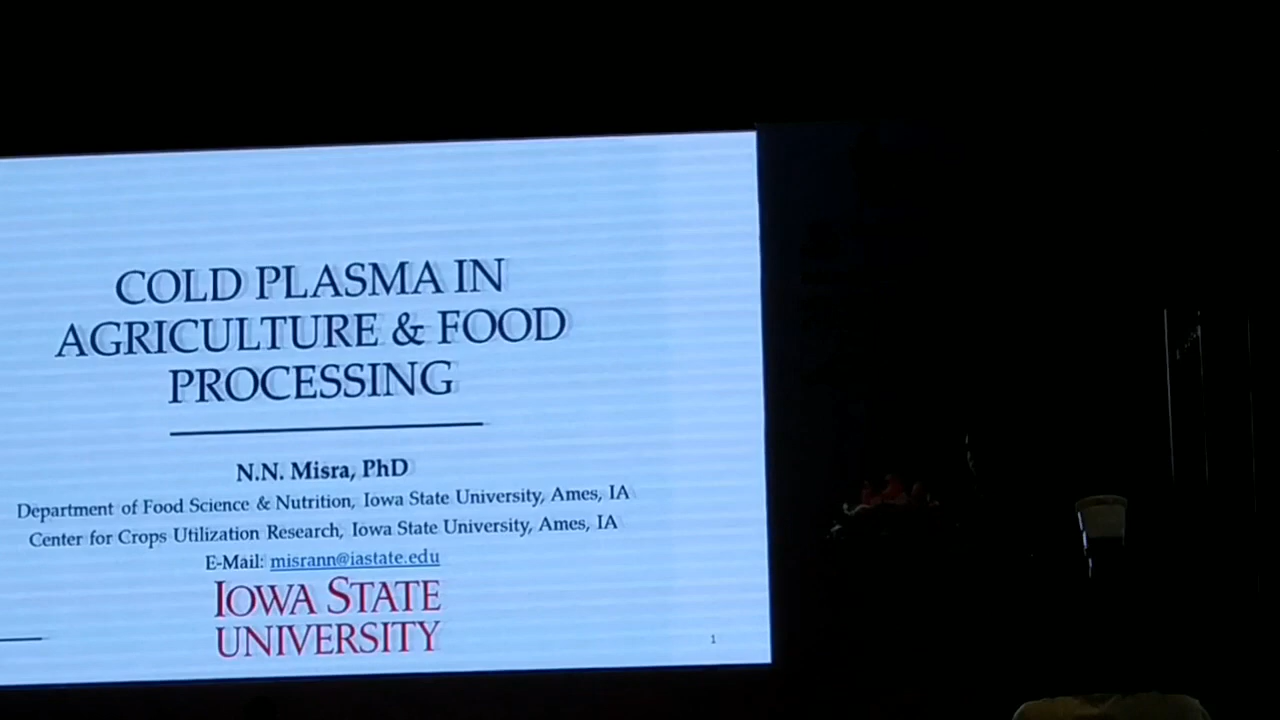 COLD PLASMA IN
AGRICULTURE & FOOD
PROCESSING
N.N. Misra, PhD
Department of Food Science & Nutrition, Iowa State University, Ames, IA
Center for Crops Utilization Research, Iowa State University, Ames, IA
E-Mail: misrann@iastate.edu
IOWA STATE
UNIVERSITY
1